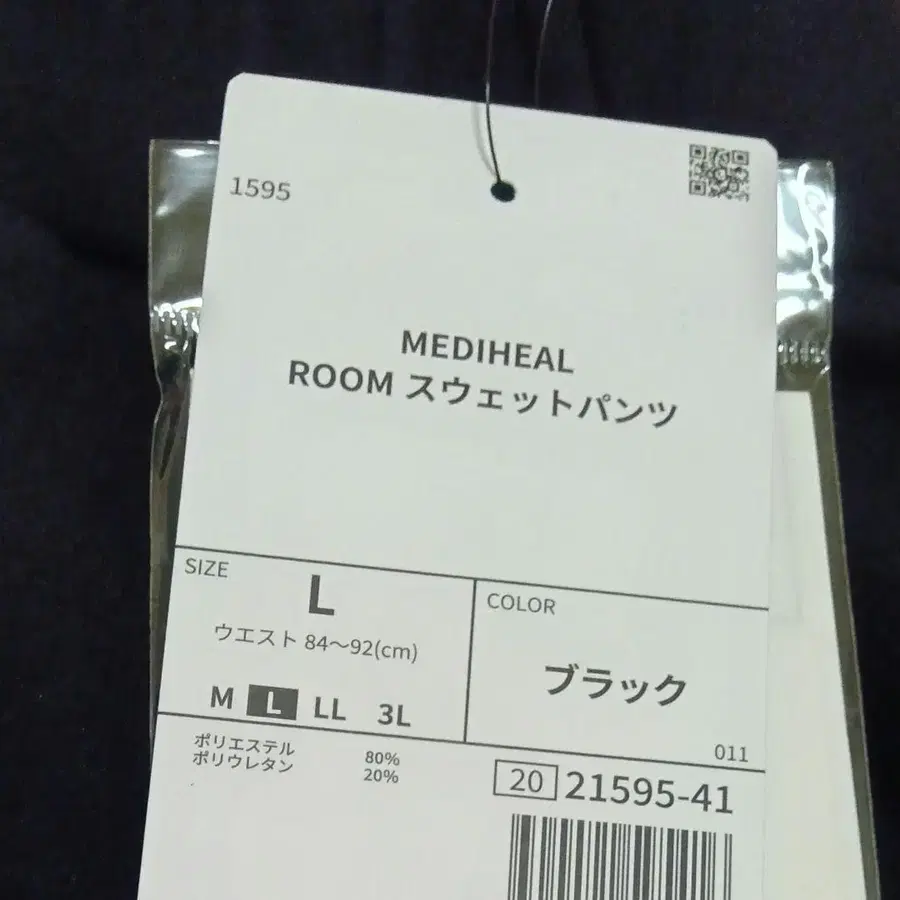 1595
MEDIHEAL
ROOM スウェットパンツ
SIZE
L
ウエスト 84〜92(cm)
M L LL 3L
COLOR
ブラック
011
ポリエステル 80%
ポリウレタン 20%
20 21595-41